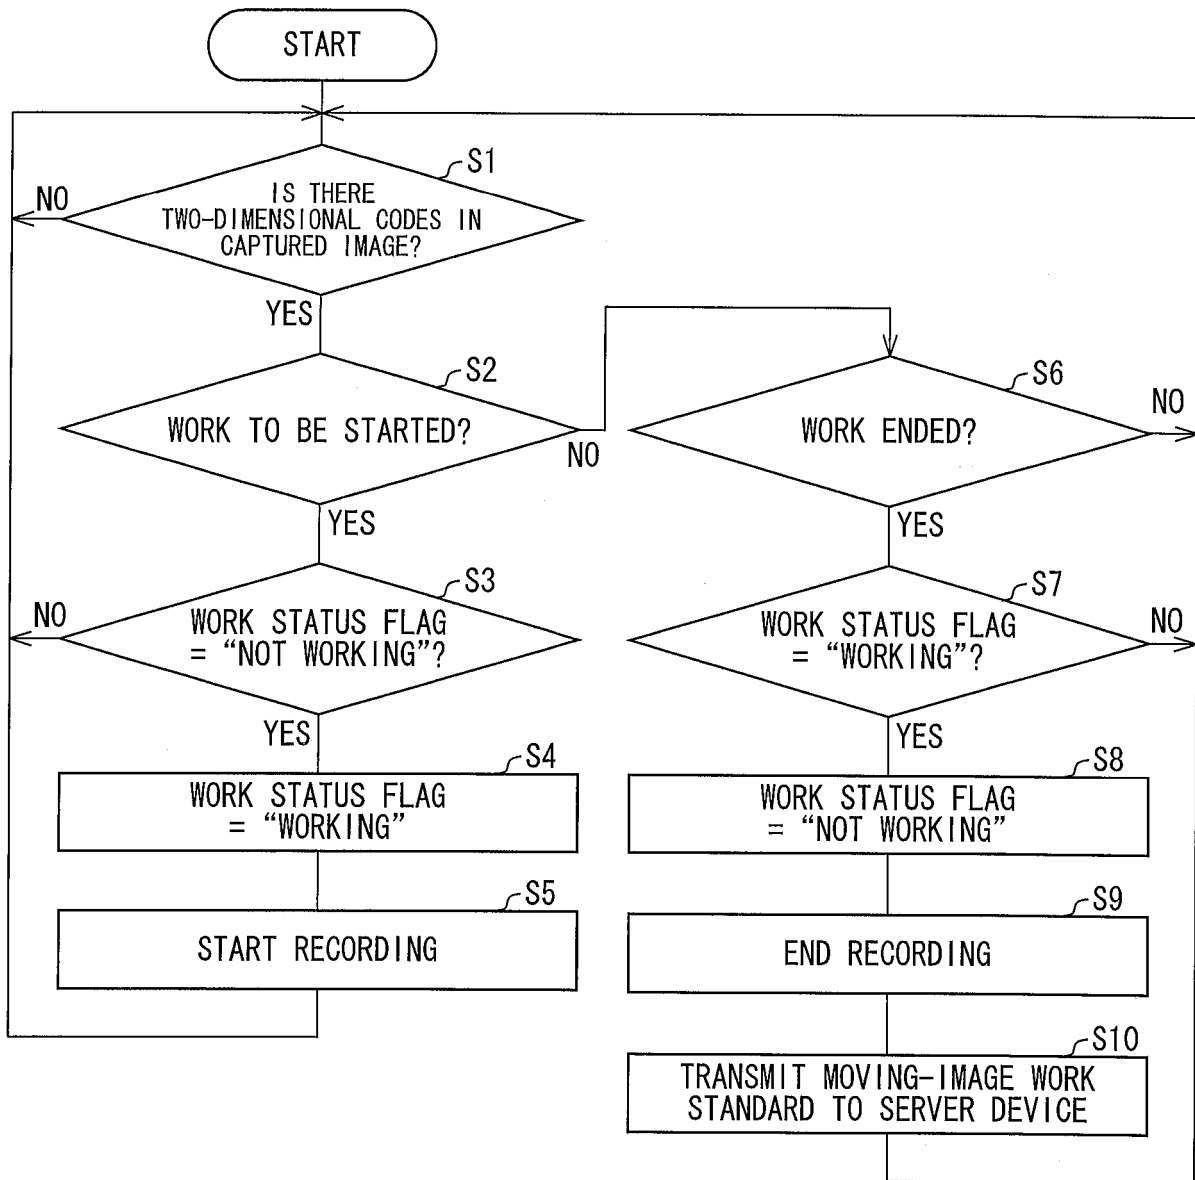 START
S1
IS THERE
TWO-DIMENSIONAL CODES IN
CAPTURED IMAGE?
NO
YES
S2
WORK TO BE STARTED?
NO
YES
S3
WORK STATUS FLAG
= “NOT WORKING”?
NO
YES
S4
WORK STATUS FLAG
= “WORKING”
S5
START RECORDING
S6
WORK ENDED?
NO
YES
S7
WORK STATUS FLAG
= “WORKING”?
NO
YES
S8
WORK STATUS FLAG
= “NOT WORKING”
S9
END RECORDING
S10
TRANSMIT MOVING-IMAGE WORK
STANDARD TO SERVER DEVICE